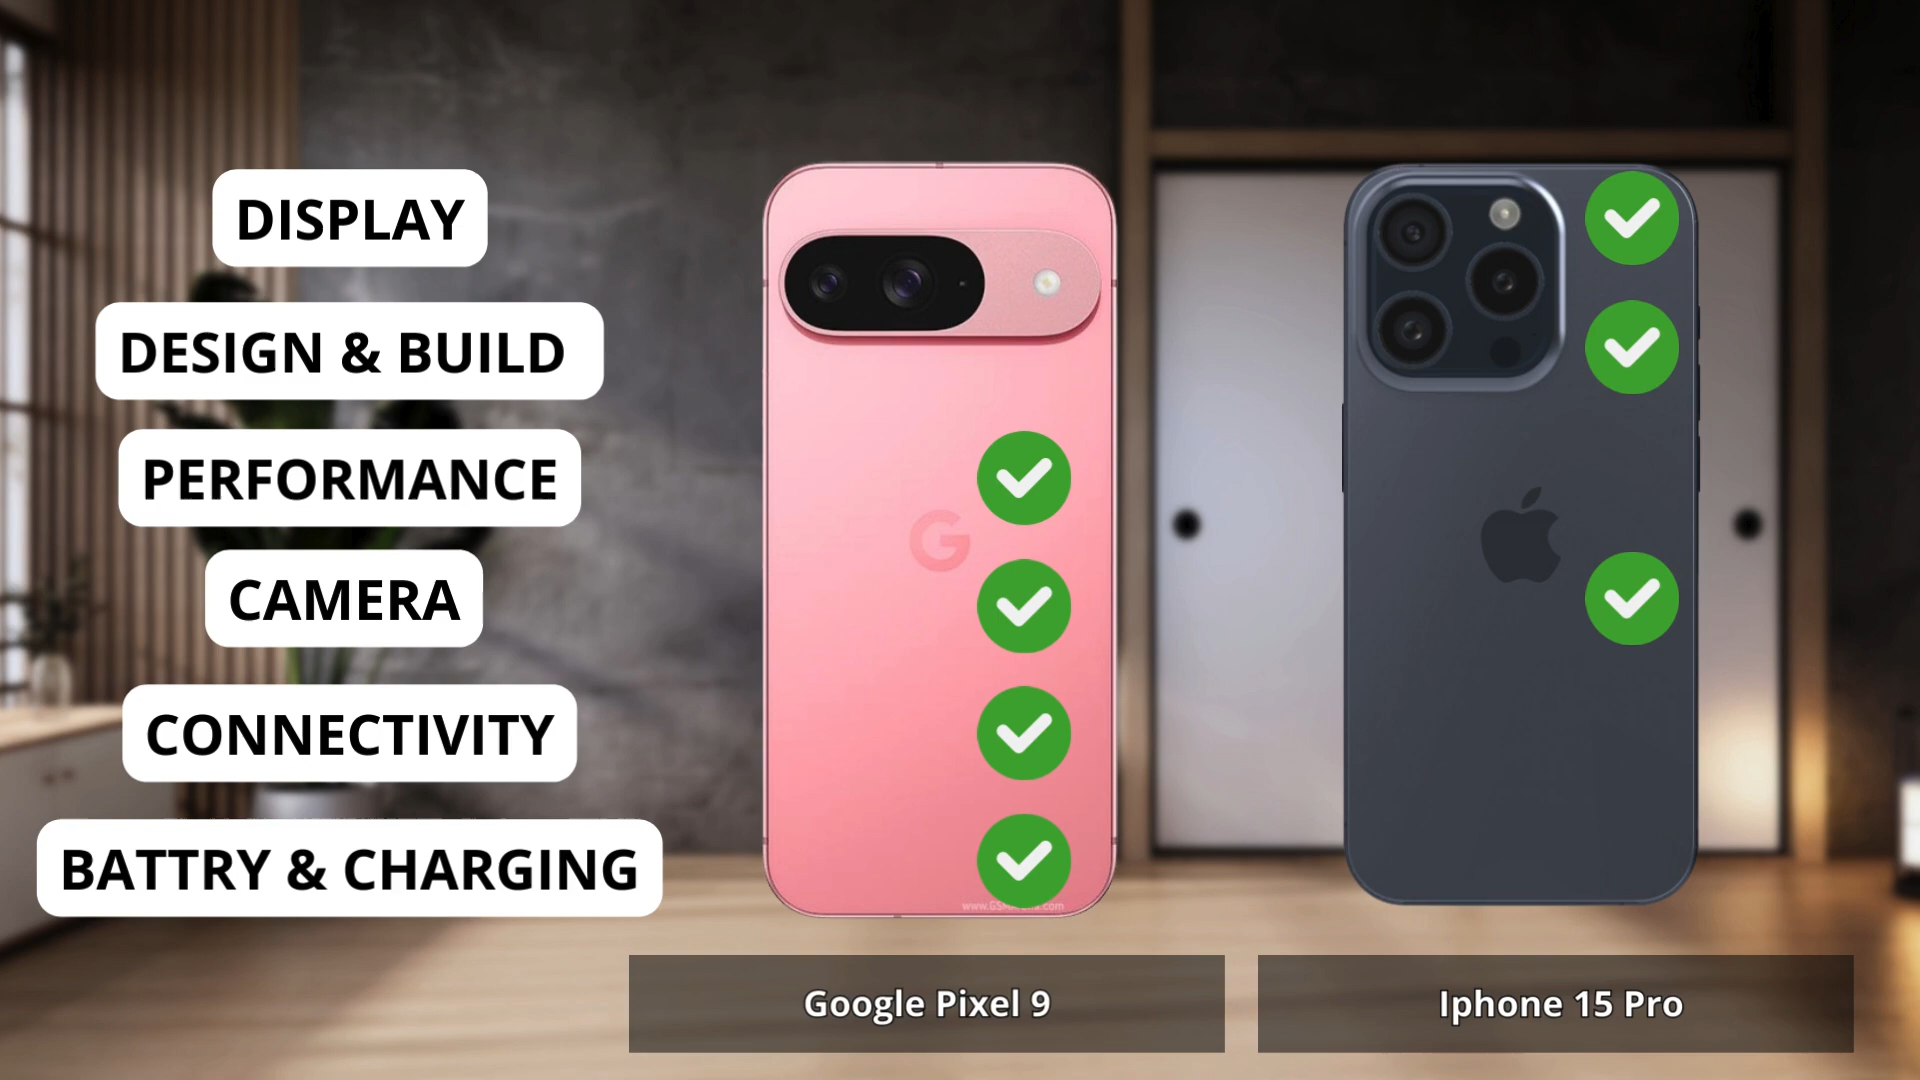 DISPLAY
DESIGN & BUILD
PERFORMANCE
CAMERA
CONNECTIVITY
BATTRY & CHARGING
G
Google Pixel 9
Iphone 15 Pro